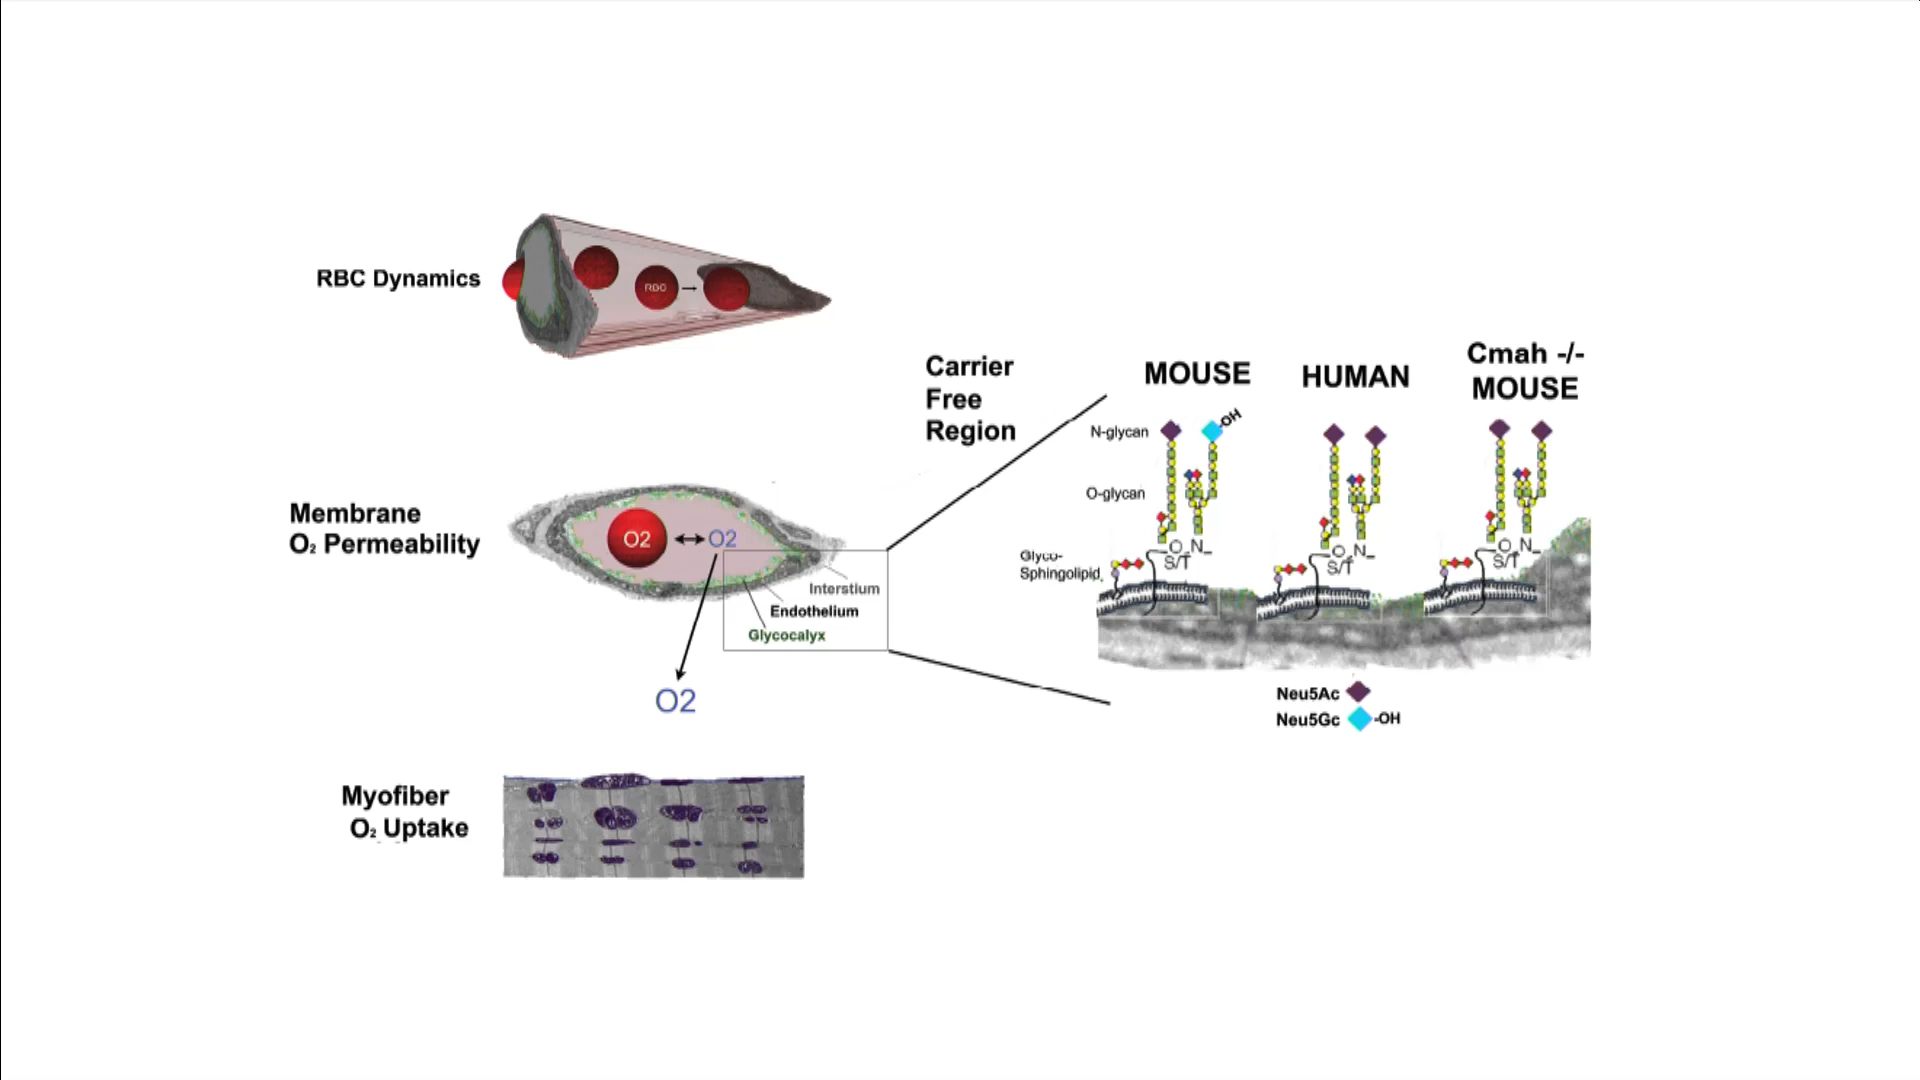 RBC Dynamics
RBC
Carrier
Free
Region
MOUSE
HUMAN
Cmah -/-
MOUSE
-OH
N-glycan
O-glycan
Glyco-
Sphingolipid
O
N
S/T
O
N
S/T
O
N
S/T
Membrane
O₂ Permeability
O2
O2
Interstium
Endothelium
Glycocalyx
O2
Neu5Ac
Neu5Gc -OH
Myofiber
O₂ Uptake